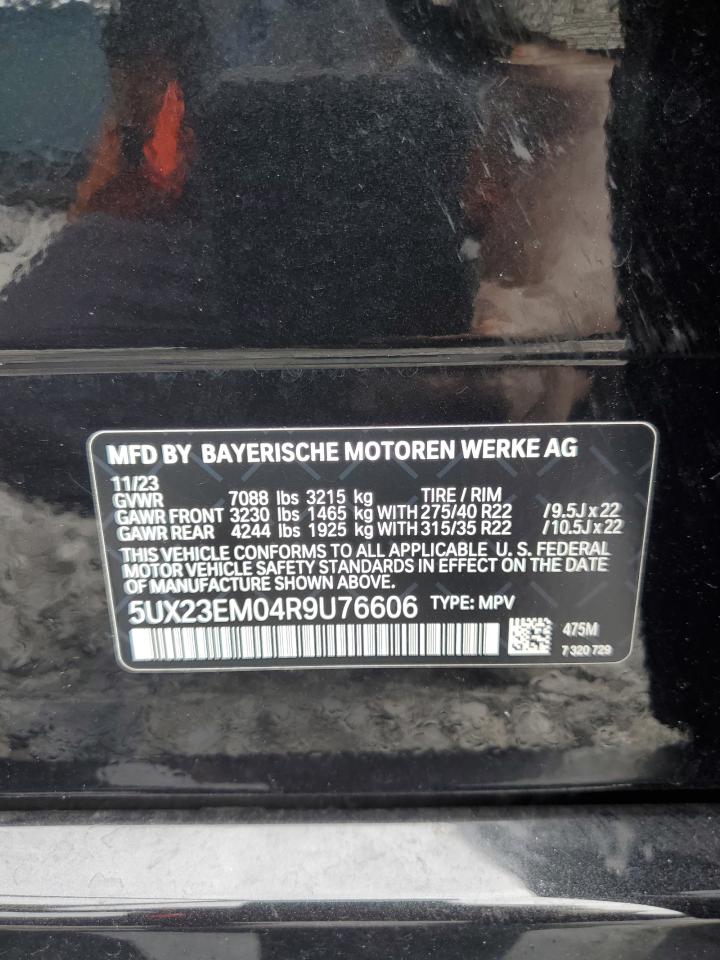 MFD BY BAYERISCHE MOTOREN WERKE AG
11/23
GVWR 7088 lbs 3215 kg TIRE / RIM
GAWR FRONT 3230 lbs 1465 kg WITH 275/40 R22 /9.5J x 22
GAWR REAR 4244 lbs 1925 kg WITH 315/35 R22 /10.5J x 22
THIS VEHICLE CONFORMS TO ALL APPLICABLE U. S. FEDERAL
MOTOR VEHICLE SAFETY STANDARDS IN EFFECT ON THE DATE
OF MANUFACTURE SHOWN ABOVE.
5UX23EM04R9U76606 TYPE: MPV
475M
7 320 729